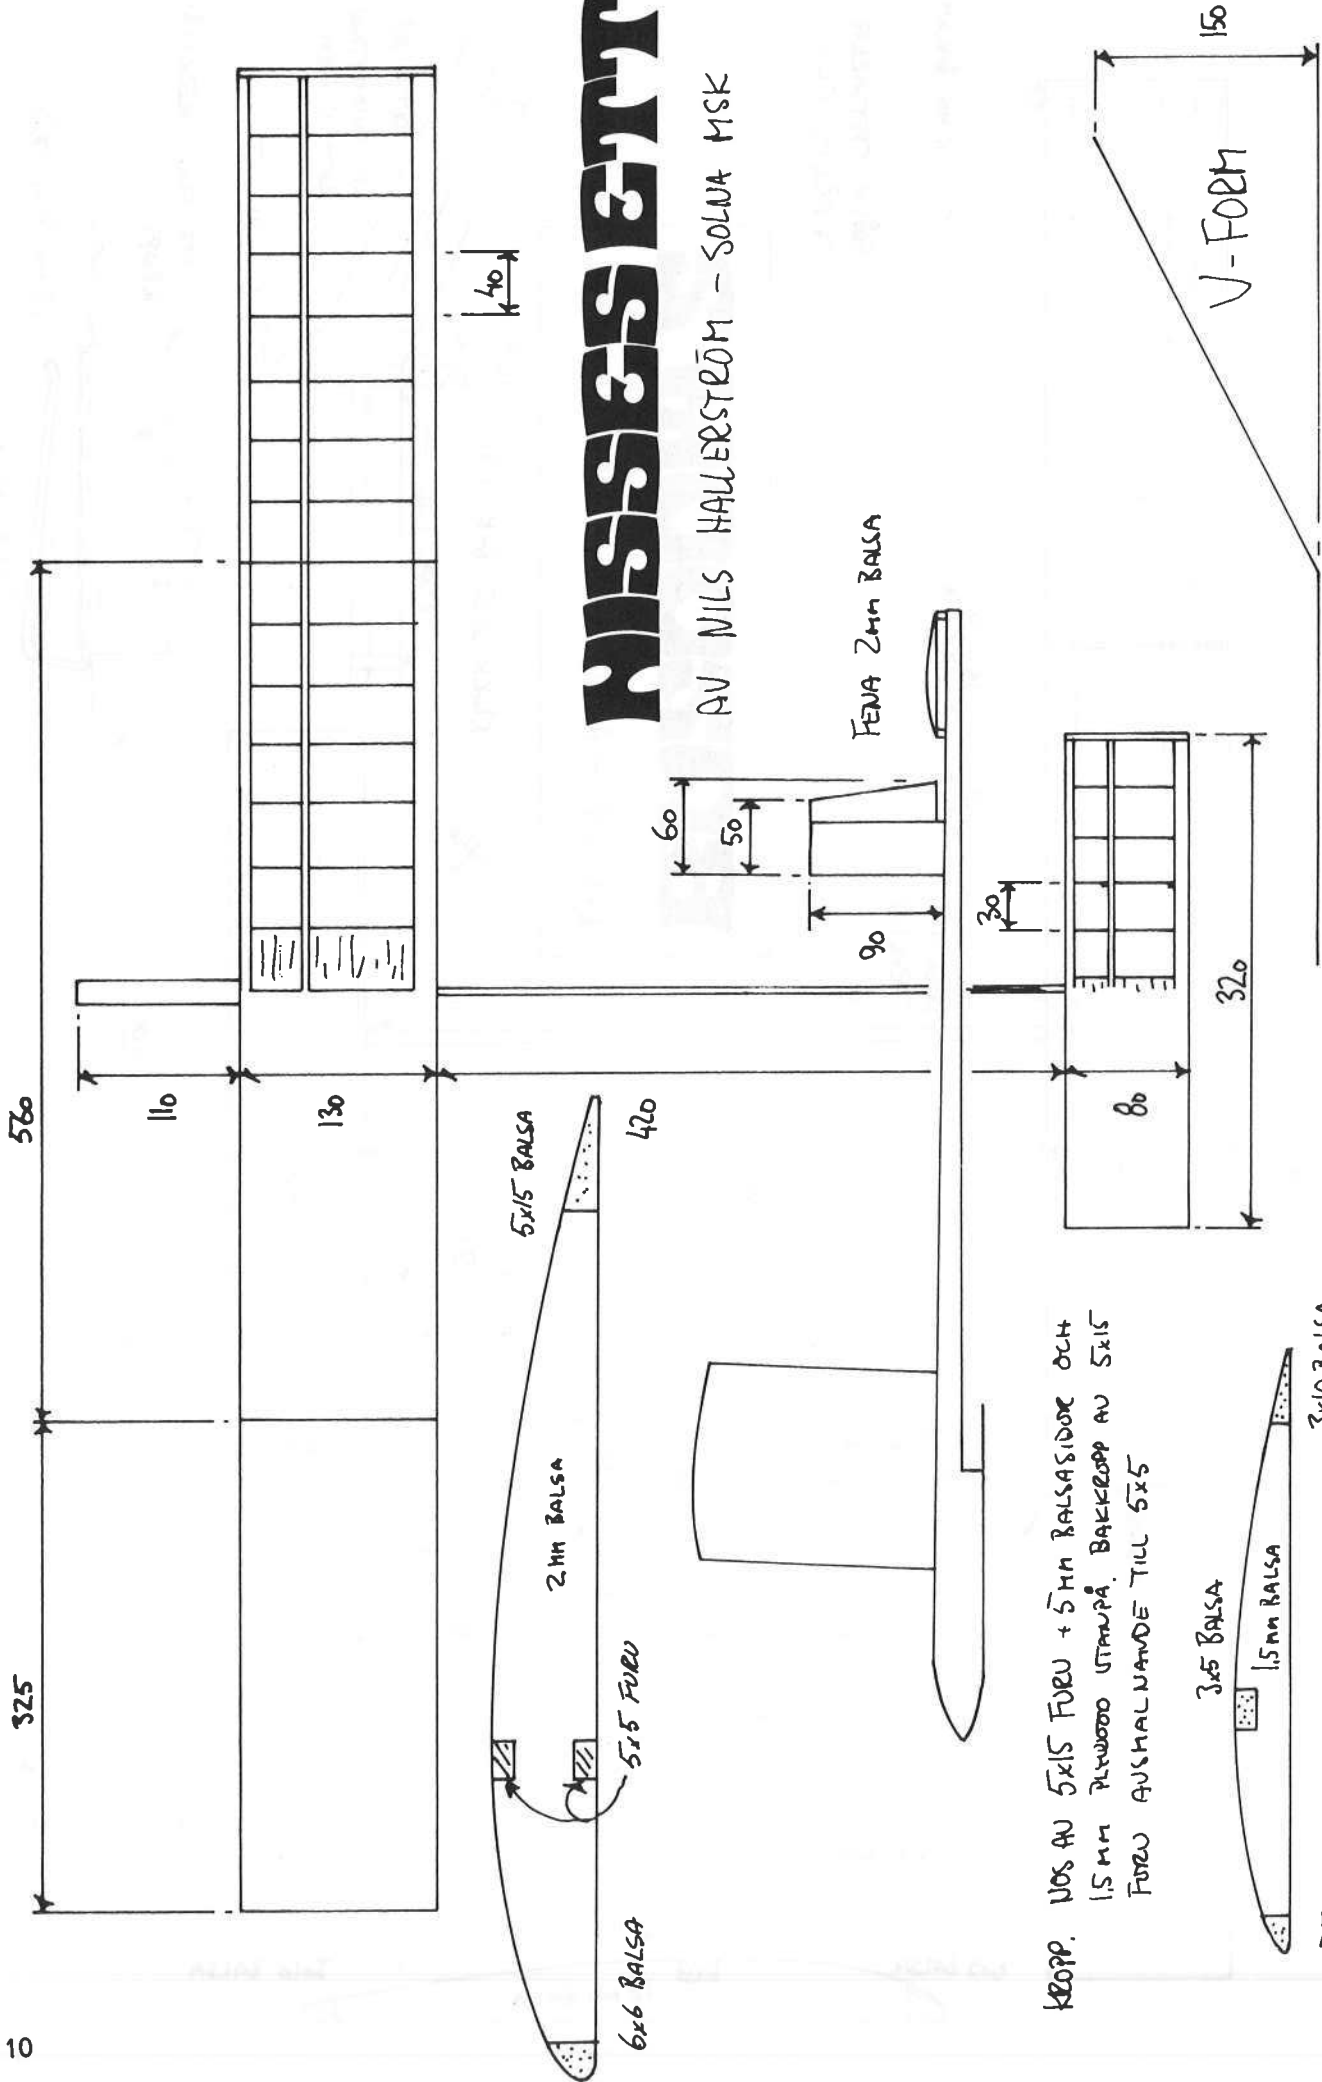 10
325
560
110
130
420
40
NISSES ETT
AV NILS HALLERSTRÖM - SOLNA MSK
5x15 BALSA
2 MM BALSA
5x5 FURU
6x6 BALSA
FENA 2MM BALSA
60
50
90
30
80
320
150
V-FORM
KROPP. NOS AV 5x15 FURU + 5 MM BALSASIDOR OCH
1.5 MM PLYWOOD UTANPÅ. BAKKROPP AV 5x15
FURU AVSMALNANDE TILL 5x5
3x5 BALSA
1.5 MM BALSA
3x10 BALSA